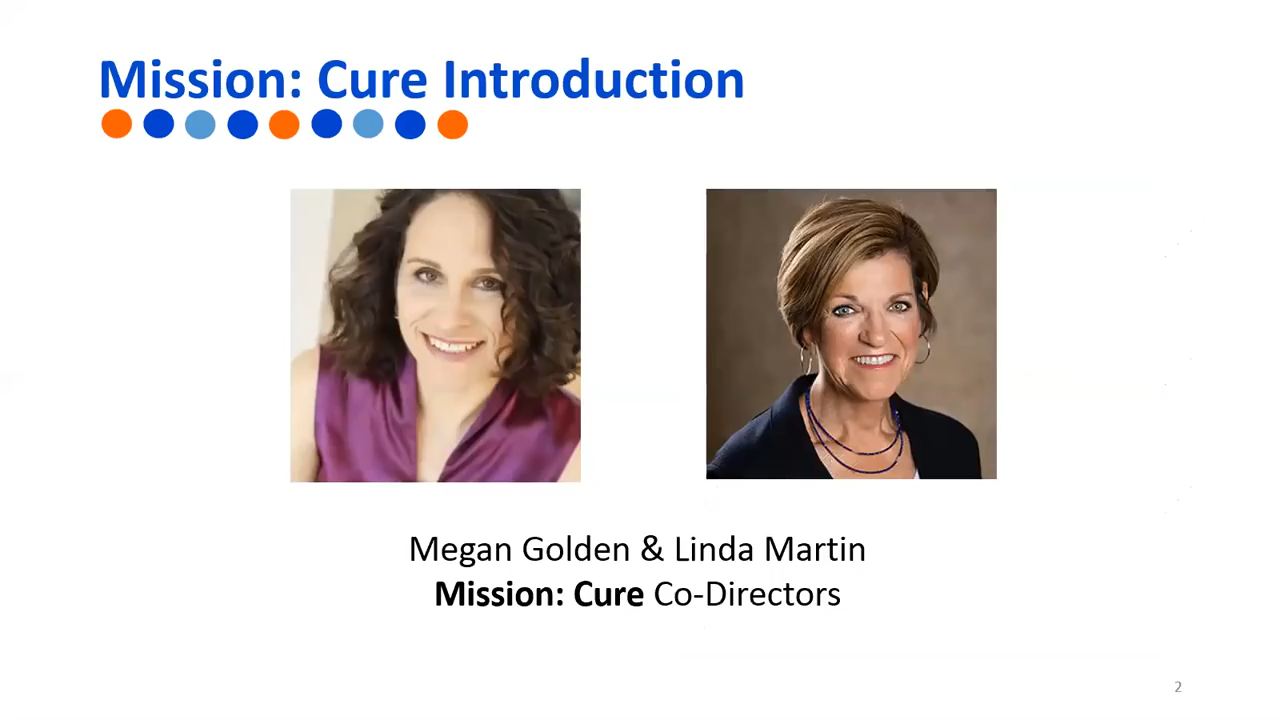 Mission: Cure Introduction
Megan Golden & Linda Martin
Mission: Cure Co-Directors
2